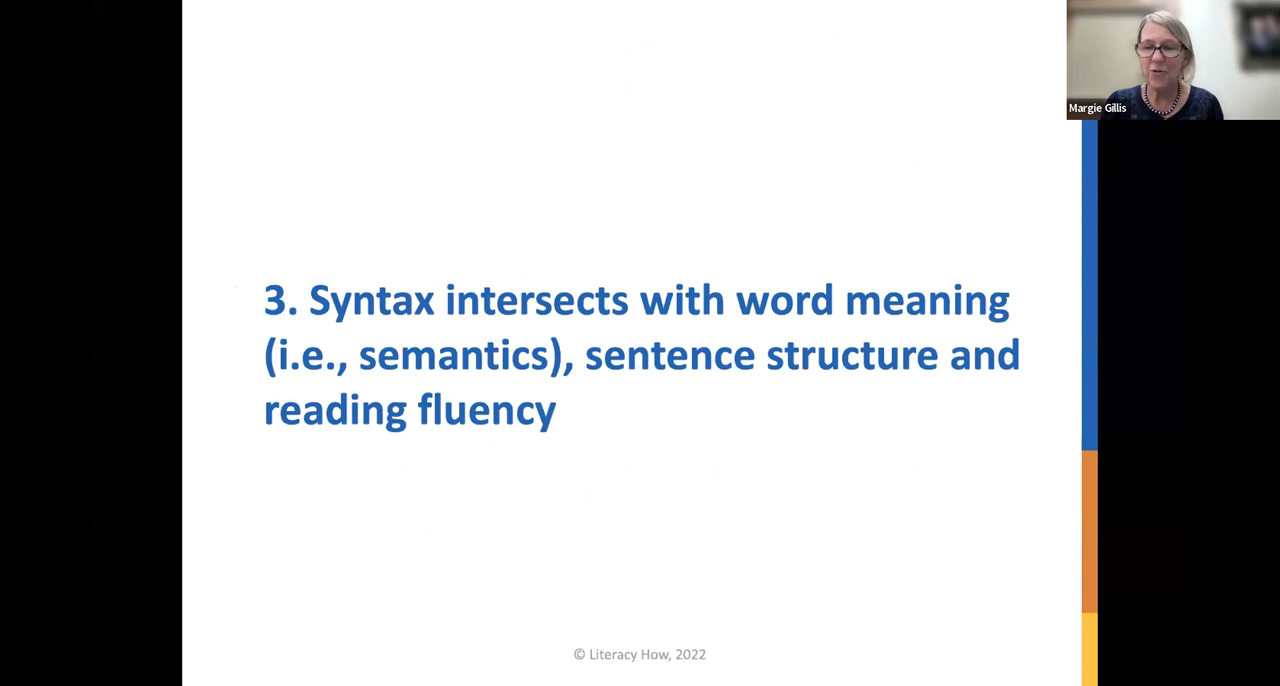 Margie Gillis
3. Syntax intersects with word meaning
(i.e., semantics), sentence structure and
reading fluency
© Literacy How, 2022